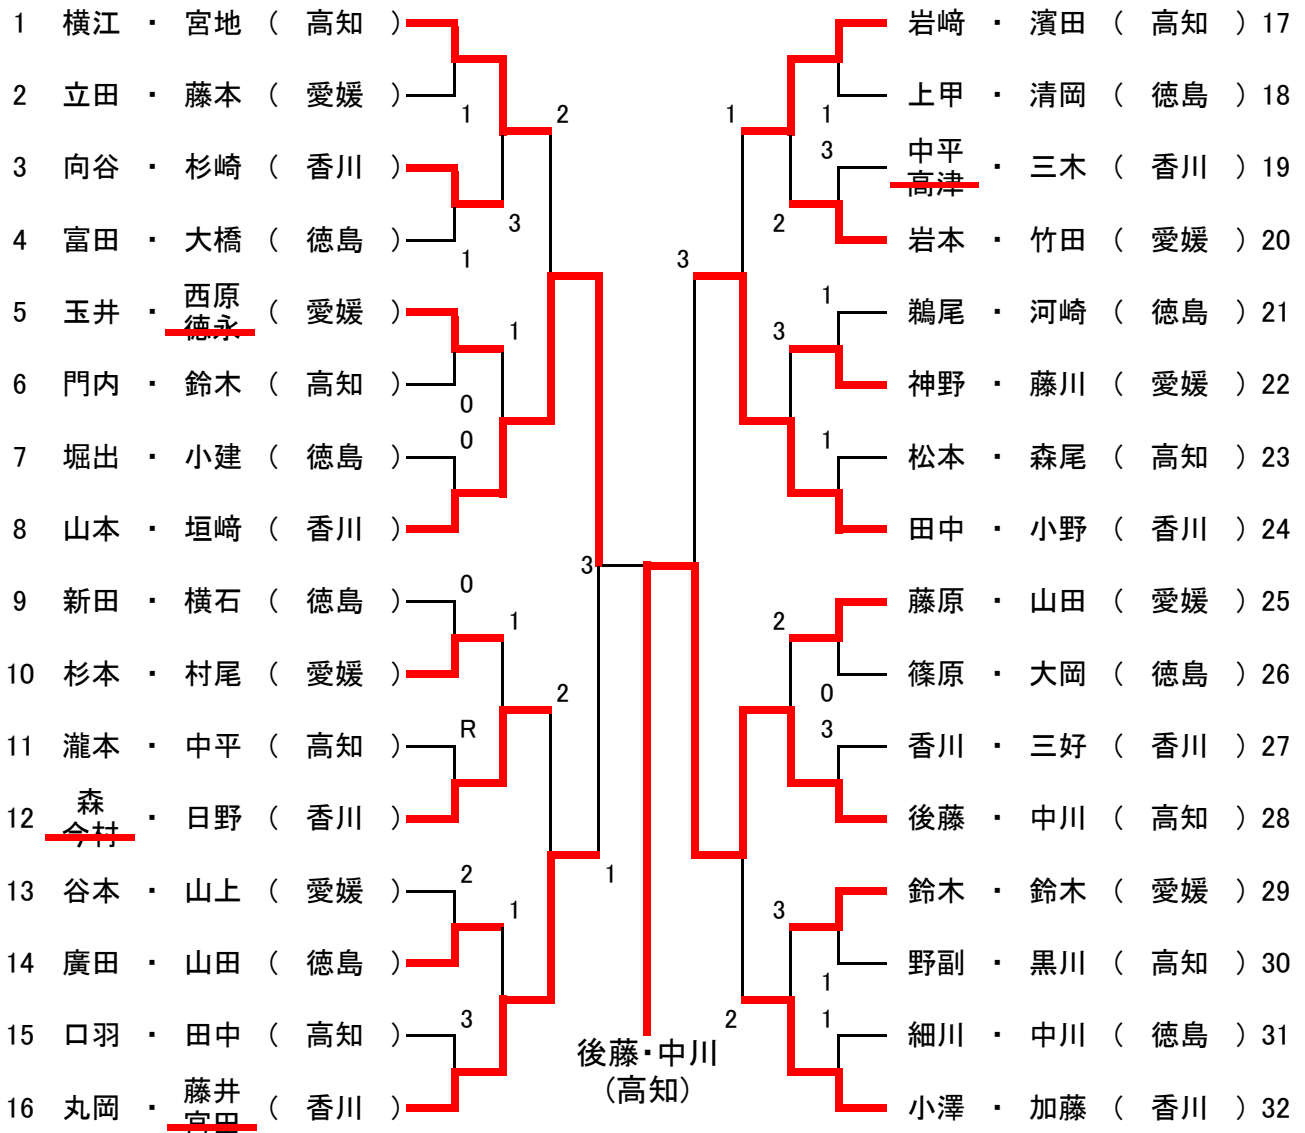 1 横江 ・ 宮地 （ 高知 ）
2 立田 ・ 藤本 （ 愛媛 ）
1
2
3 向谷 ・ 杉崎 （ 香川 ）
3
4 富田 ・ 大橋 （ 徳島 ）
1
西原
5 玉井 ・ 徳永 （ 愛媛 ）
1
6 門内 ・ 鈴木 （ 高知 ）
0
0
7 堀出 ・ 小建 （ 徳島 ）
8 山本 ・ 垣﨑 （ 香川 ）
3
0
9 新田 ・ 横石 （ 徳島 ）
1
10 杉本 ・ 村尾 （ 愛媛 ）
2
R
11 瀧本 ・ 中平 （ 高知 ）
森
12 今村 ・ 日野 （ 香川 ）
2
13 谷本 ・ 山上 （ 愛媛 ）
1
1
14 廣田 ・ 山田 （ 徳島 ）
3
15 口羽 ・ 田中 （ 高知 ）
藤井
16 丸岡 ・ 宮田 （ 香川 ）
岩﨑 ・ 濱田 （ 高知 ） 17
上甲 ・ 清岡 （ 徳島 ） 18
1
1
3
中平
高津 ・ 三木 （ 香川 ） 19
2
岩本 ・ 竹田 （ 愛媛 ） 20
3
1
鵜尾 ・ 河崎 （ 徳島 ） 21
3
神野 ・ 藤川 （ 愛媛 ） 22
1
松本 ・ 森尾 （ 高知 ） 23
田中 ・ 小野 （ 香川 ） 24
藤原 ・ 山田 （ 愛媛 ） 25
2
篠原 ・ 大岡 （ 徳島 ） 26
0
3
香川 ・ 三好 （ 香川 ） 27
後藤 ・ 中川 （ 高知 ） 28
鈴木 ・ 鈴木 （ 愛媛 ） 29
3
野副 ・ 黒川 （ 高知 ） 30
1
2
1
細川 ・ 中川 （ 徳島 ） 31
小澤 ・ 加藤 （ 香川 ） 32
後藤・中川
（高知）